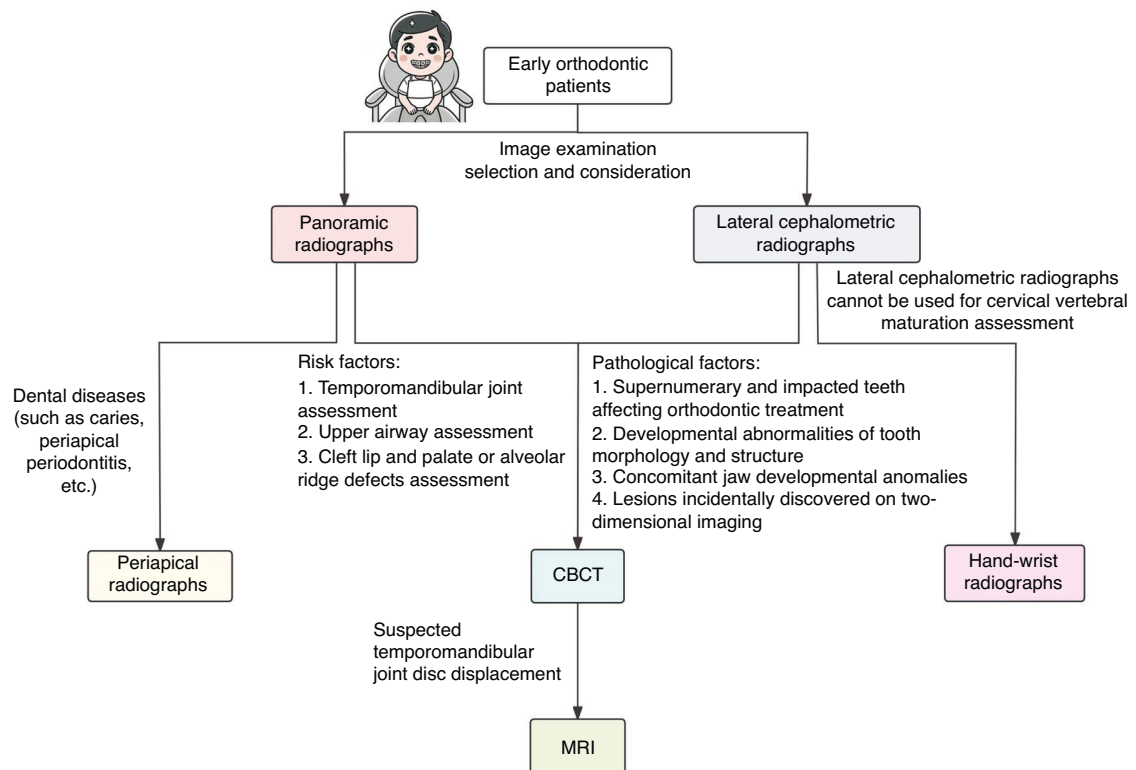 Early orthodontic
patients
Image examination
selection and consideration
Panoramic
radiographs
Lateral cephalometric
radiographs
Lateral cephalometric radiographs
cannot be used for cervical vertebral
maturation assessment
Dental diseases
(such as caries,
periapical
periodontitis,
etc.)
Risk factors:
1. Temporomandibular joint
assessment
2. Upper airway assessment
3. Cleft lip and palate or alveolar
ridge defects assessment
Pathological factors:
1. Supernumerary and impacted teeth
affecting orthodontic treatment
2. Developmental abnormalities of tooth
morphology and structure
3. Concomitant jaw developmental anomalies
4. Lesions incidentally discovered on two-
dimensional imaging
Periapical
radiographs
CBCT
Hand-wrist
radiographs
Suspected
temporomandibular
joint disc displacement
MRI